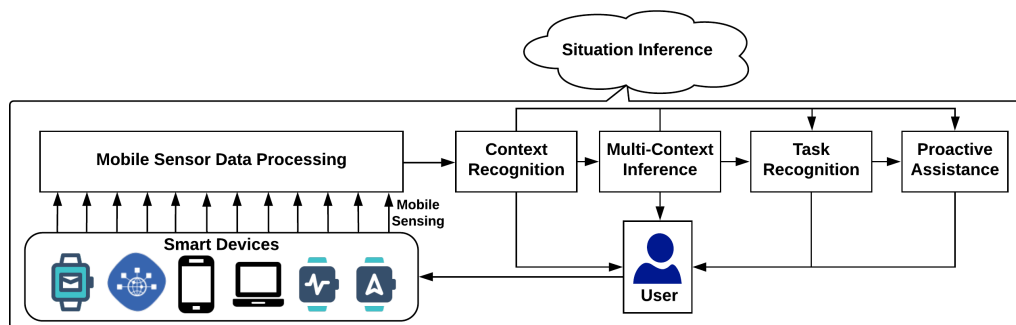 Situation Inference
Mobile Sensor Data Processing
Context
Recognition
Multi-Context
Inference
Task
Recognition
Proactive
Assistance
Mobile
Sensing
Smart Devices
User